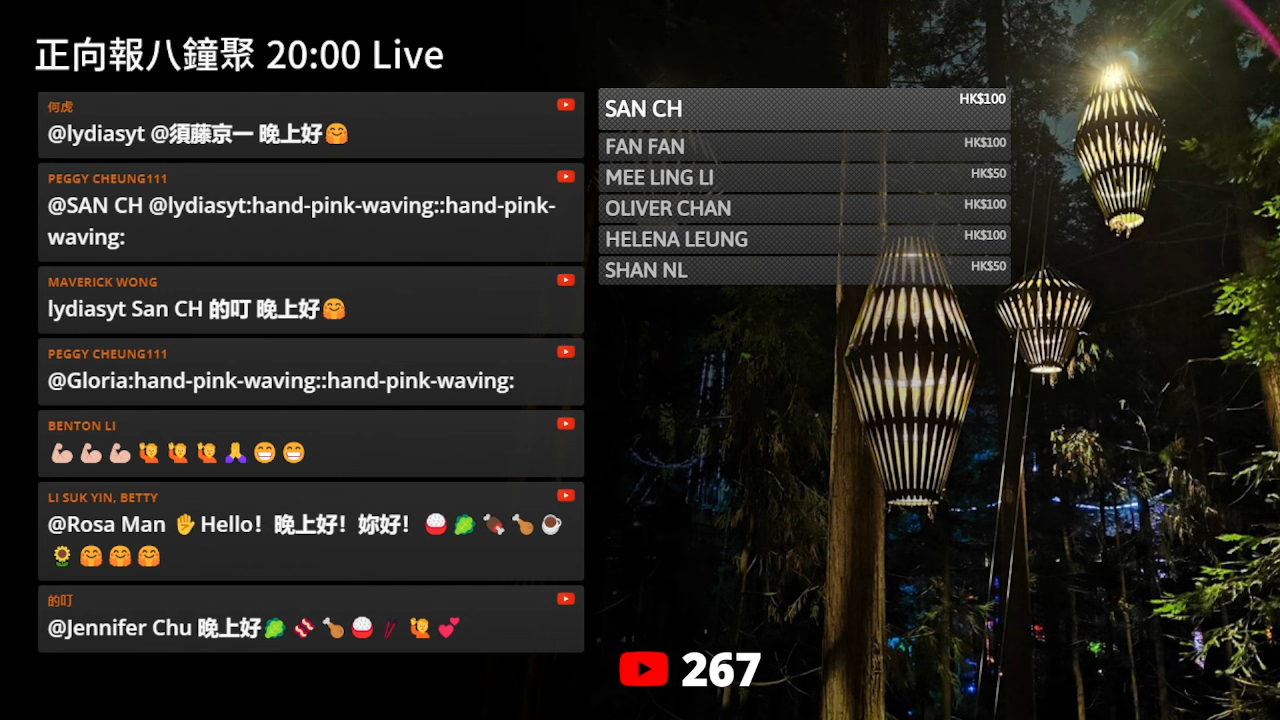 正向報八鐘聚 20:00 Live
何虎
@lydiasyt @須藤京一 晚上好🤗
PEGGY CHEUNG111
@SAN CH @lydiasyt:hand-pink-waving::hand-pink-
waving:
MAVERICK WONG
lydiasyt San CH 的叮 晚上好🤗
PEGGY CHEUNG111
@Gloria:hand-pink-waving::hand-pink-waving:
BENTON LI
💪🏻💪🏻💪🏻🙋🙋🙋🙏😁😁
LI SUK YIN, BETTY
@Rosa Man ✋Hello！晚上好！妳好！🍚🥬🍖🍗☕
🌻🤗🤗🤗
的叮
@Jennifer Chu 晚上好🥬🥓🍗🍚🥢🙋💕
SAN CH HK$100
FAN FAN HK$100
MEE LING LI HK$50
OLIVER CHAN HK$100
HELENA LEUNG HK$100
SHAN NL HK$50
267